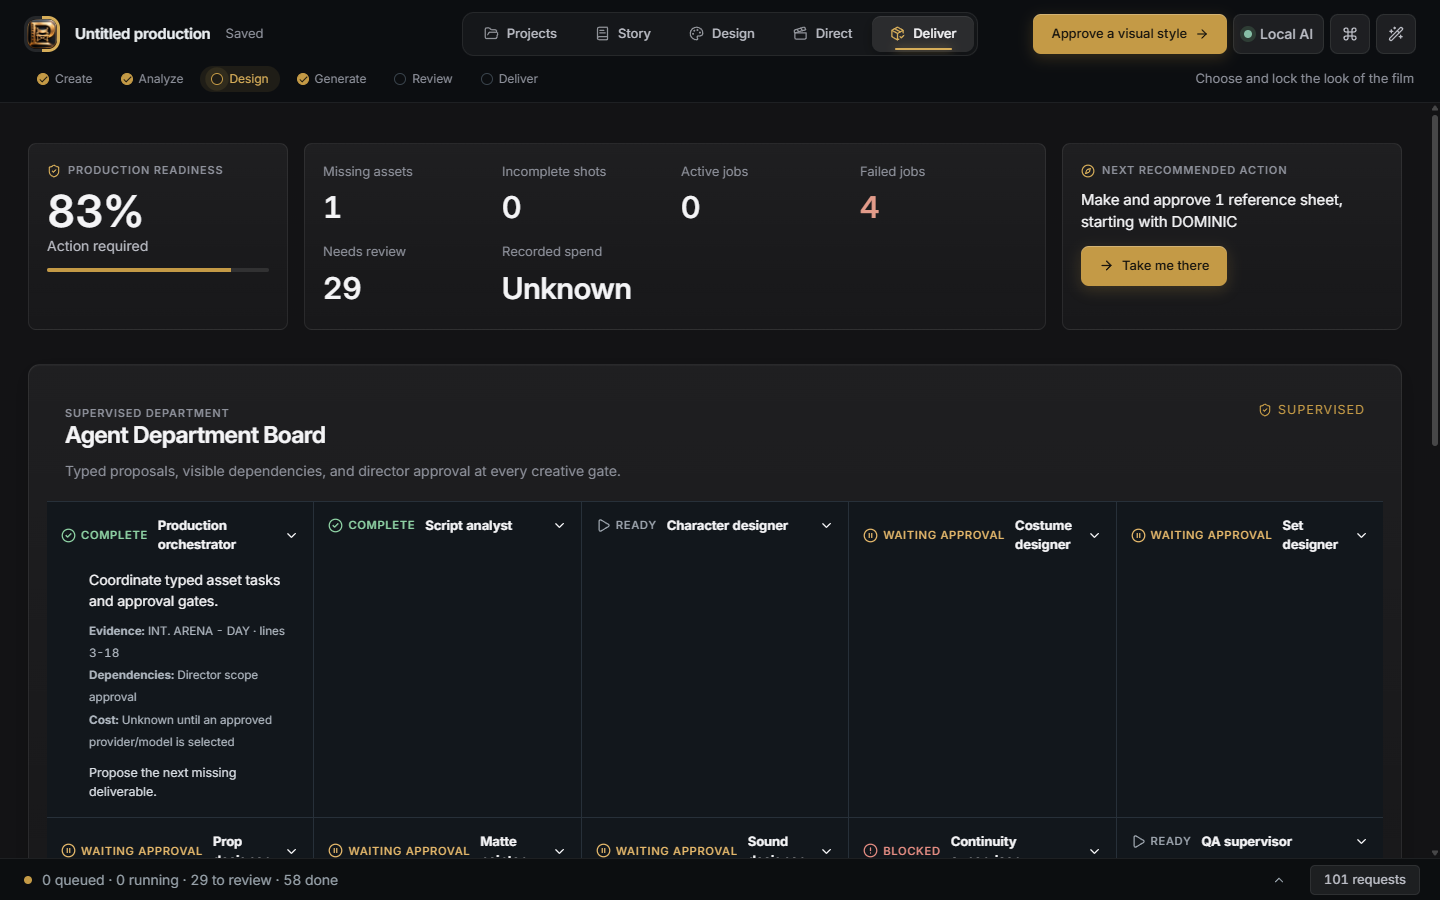 Untitled production
Saved
Projects
Story
Design
Direct
Deliver
Approve a visual style
Local AI
Create
Analyze
Design
Generate
Review
Deliver
Choose and lock the look of the film
PRODUCTION READINESS
83%
Action required
Missing assets
1
Incomplete shots
0
Active jobs
0
Failed jobs
4
Needs review
29
Recorded spend
Unknown
NEXT RECOMMENDED ACTION
Make and approve 1 reference sheet,
starting with DOMINIC
Take me there
SUPERVISED DEPARTMENT
Agent Department Board
Typed proposals, visible dependencies, and director approval at every creative gate.
SUPERVISED
COMPLETE
Production
orchestrator
Coordinate typed asset tasks
and approval gates.
Evidence: INT. ARENA - DAY · lines
3-18
Dependencies: Director scope
approval
Cost: Unknown until an approved
provider/model is selected
Propose the next missing
deliverable.
COMPLETE
Script analyst
READY
Character designer
WAITING APPROVAL
Costume
designer
WAITING APPROVAL
Set
designer
WAITING APPROVAL
Prop
WAITING APPROVAL
Matte
WAITING APPROVAL
Sound
BLOCKED
Continuity
READY
QA supervisor
0 queued · 0 running · 29 to review · 58 done
101 requests